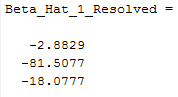 Beta_Hat_1_Resolved =
-2.8829
-81.5077
-18.0777